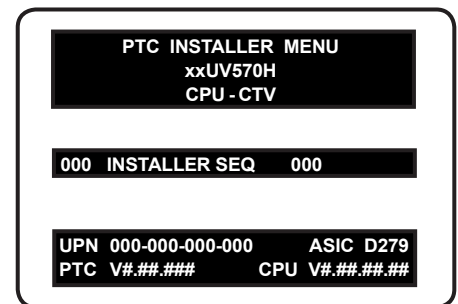 PTC INSTALLER MENU
xxUV570H
CPU - CTV
000 INSTALLER SEQ 000
UPN 000-000-000-000 ASIC D279
PTC V#.##.### CPU V#.##.##.##